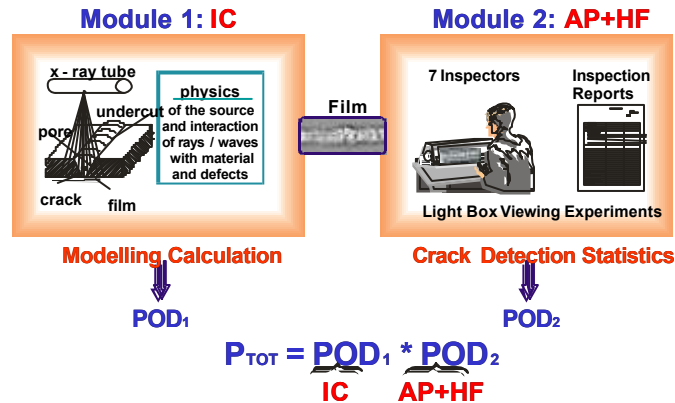 Module 1: IC
x - ray tube
undercut
pore
crack
film
physics
of the source
and interaction
of rays / waves
with material
and defects
Film
Module 2: AP+HF
7 Inspectors
Inspection
Reports
Light Box Viewing Experiments
Modelling Calculation
Crack Detection Statistics
POD1
POD2
PTOT = POD1 * POD2
IC
AP+HF